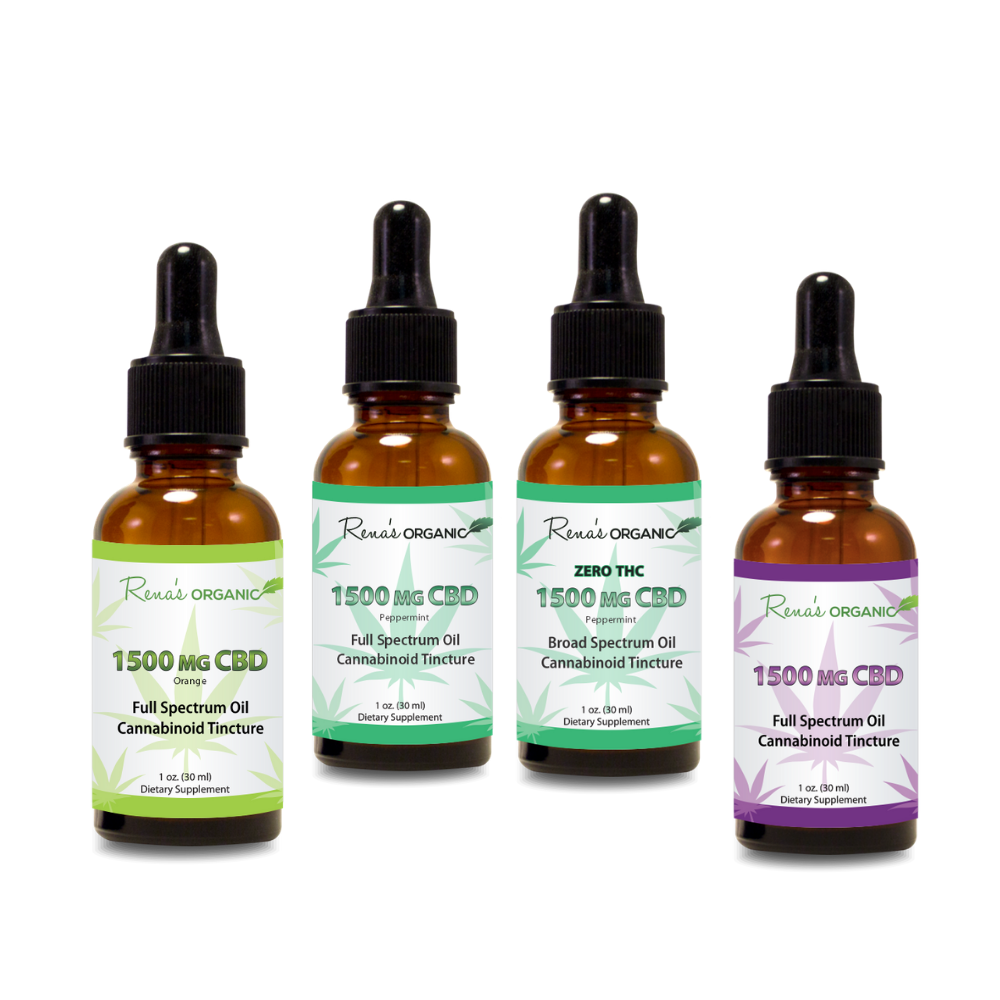 Rena's ORGANIC
1500 MG CBD
Orange
Full Spectrum Oil
Cannabinoid Tincture
1 oz. (30 ml)
Dietary Supplement
Rena's ORGANIC
1500 MG CBD
Peppermint
Full Spectrum Oil
Cannabinoid Tincture
1 oz. (30 ml)
Dietary Supplement
Rena's ORGANIC
ZERO THC
1500 MG CBD
Peppermint
Broad Spectrum Oil
Cannabinoid Tincture
1 oz. (30 ml)
Dietary Supplement
Rena's ORGANIC
1500 MG CBD
Full Spectrum Oil
Cannabinoid Tincture
1 oz. (30 ml)
Dietary Supplement